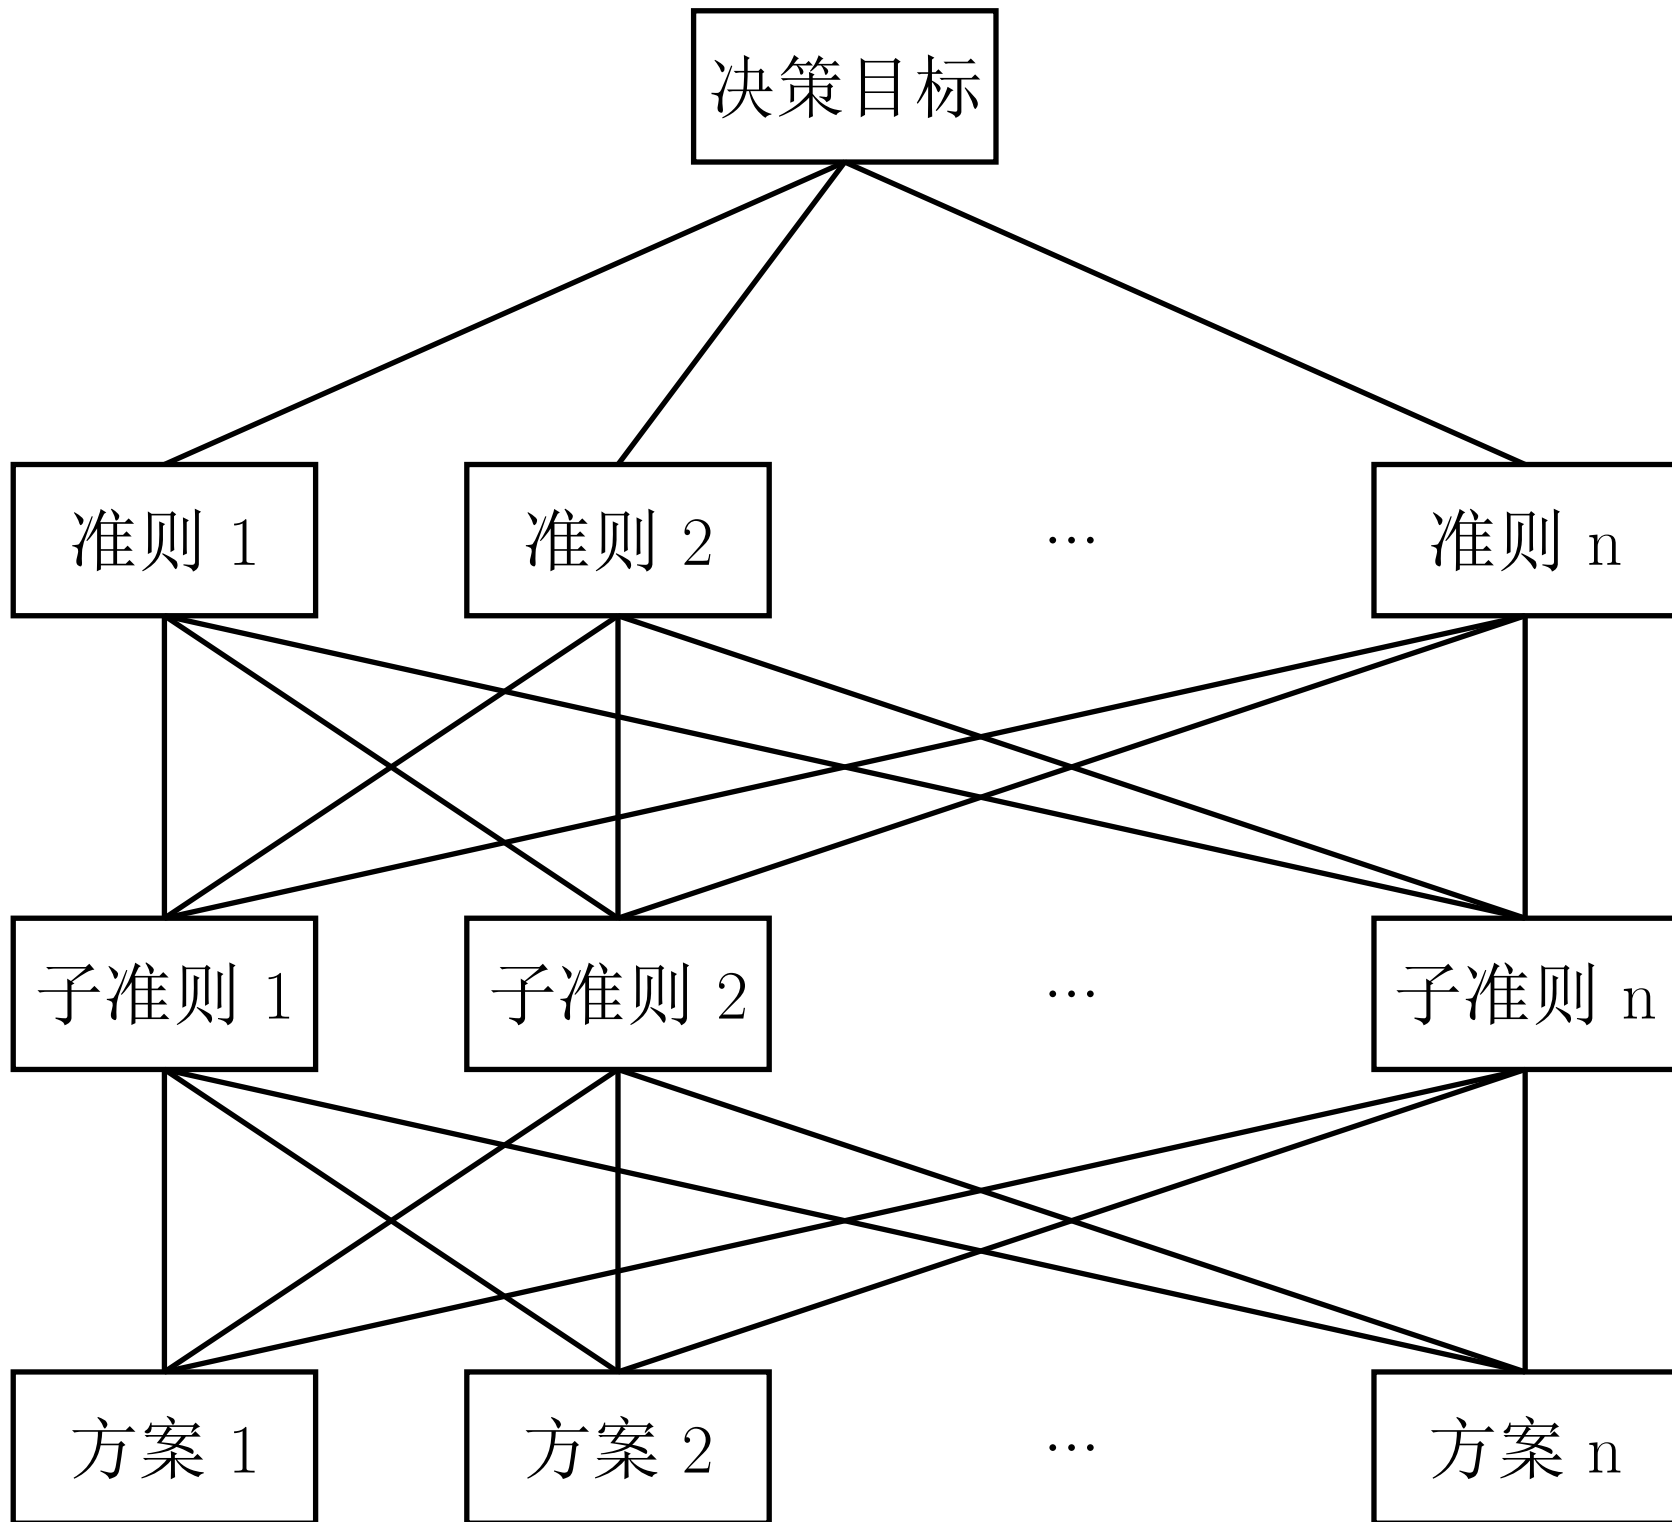 决策目标
准则 1
准则 2
···
准则 n
子准则 1
子准则 2
···
子准则 n
方案 1
方案 2
···
方案 n